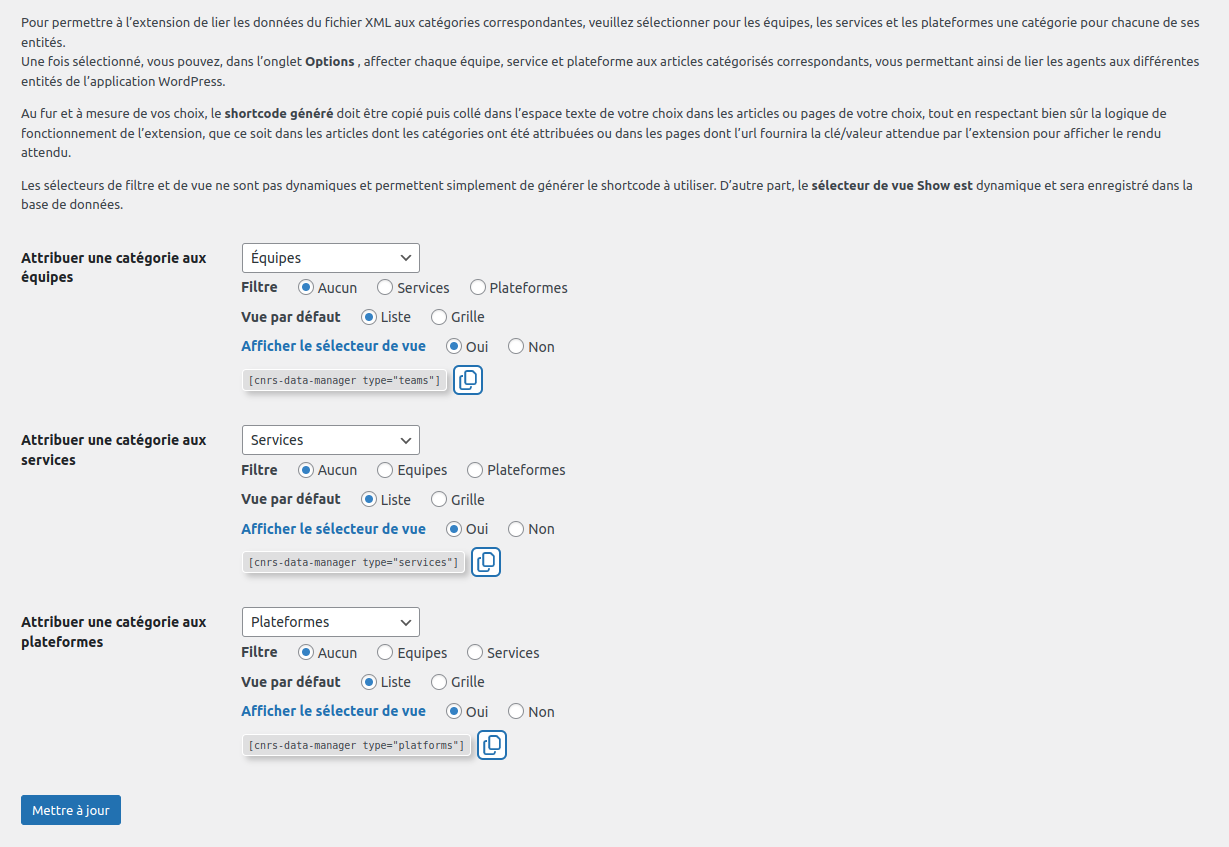 Pour permettre à l’extension de lier les données du fichier XML aux catégories correspondantes, veuillez sélectionner pour les équipes, les services et les plateformes une catégorie pour chacune de ses
entités.
Une fois sélectionné, vous pouvez, dans l’onglet Options , affecter chaque équipe, service et plateforme aux articles catégorisés correspondants, vous permettant ainsi de lier les agents aux différentes
entités de l’application WordPress.
Au fur et à mesure de vos choix, le shortcode généré doit être copié puis collé dans l’espace texte de votre choix dans les articles ou pages de votre choix, tout en respectant bien sûr la logique de
fonctionnement de l’extension, que ce soit dans les articles dont les catégories ont été attribuées ou dans les pages dont l’url fournira la clé/valeur attendue par l’extension pour afficher le rendu
attendu.
Les sélecteurs de filtre et de vue ne sont pas dynamiques et permettent simplement de générer le shortcode à utiliser. D’autre part, le sélecteur de vue Show est dynamique et sera enregistré dans la
base de données.
Attribuer une catégorie aux
équipes
Équipes
Filtre Aucun Services Plateformes
Vue par défaut Liste Grille
Afficher le sélecteur de vue Oui Non
[cnrs-data-manager type="teams"]
Attribuer une catégorie aux
services
Services
Filtre Aucun Equipes Plateformes
Vue par défaut Liste Grille
Afficher le sélecteur de vue Oui Non
[cnrs-data-manager type="services"]
Attribuer une catégorie aux
plateformes
Plateformes
Filtre Aucun Equipes Services
Vue par défaut Liste Grille
Afficher le sélecteur de vue Oui Non
[cnrs-data-manager type="platforms"]
Mettre à jour